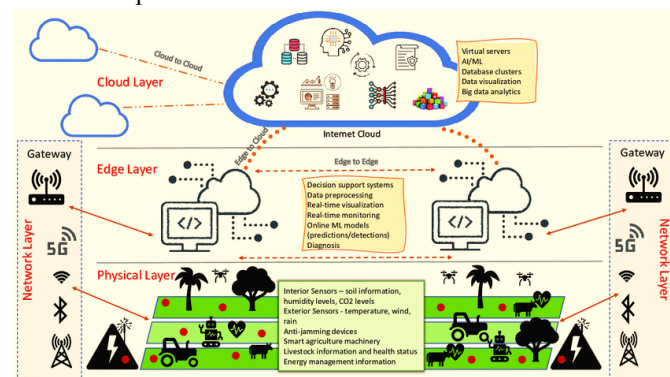 Cloud to Cloud
Cloud Layer
Virtual servers
AI/ML
Database clusters
Data visualization
Big data analytics
Internet Cloud
Edge to Cloud
Gateway
Edge Layer
Edge to Edge
Gateway
Decision support systems
Data preprocessing
Real-time visualization
Real-time monitoring
Online ML models
(predictions/detections)
Diagnosis
</>
</>
5G
5G
Network Layer
Network Layer
Physical Layer
Interior Sensors – soil information,
humidity levels, CO2 levels
Exterior Sensors - temperature, wind,
rain
Anti-jamming devices
Smart agriculture machinery
Livestock information and health status
Energy management information